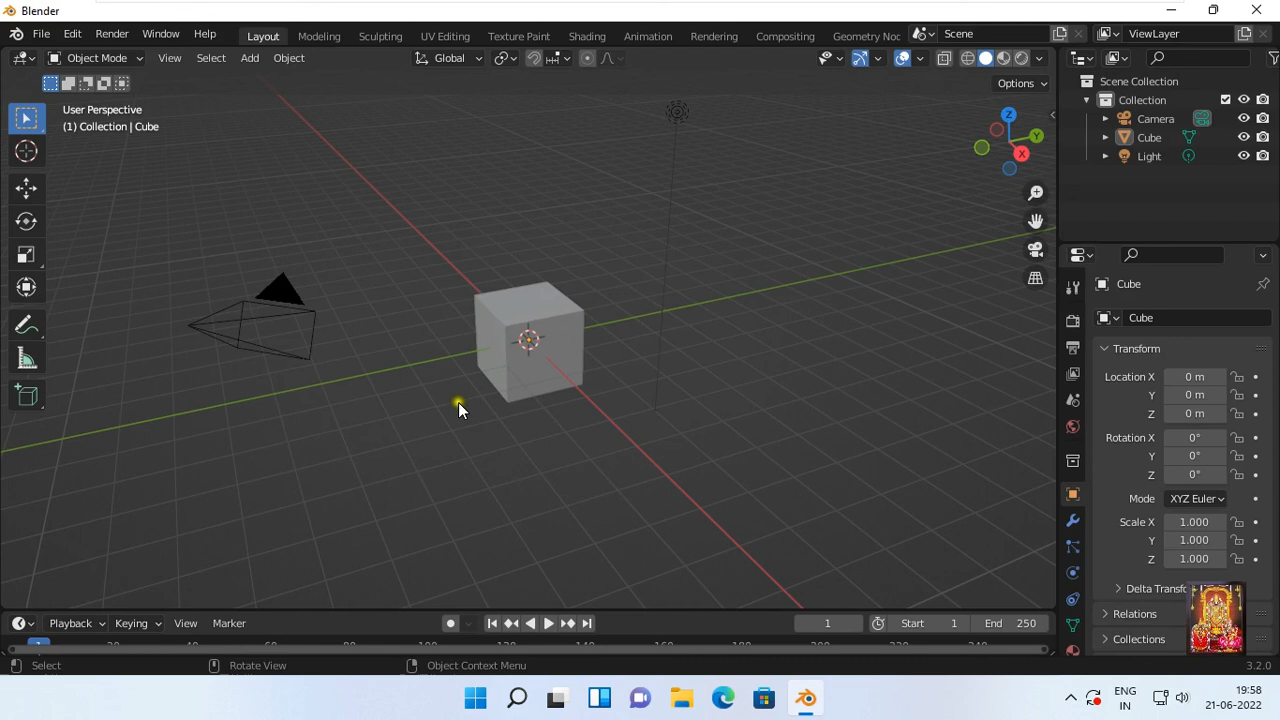 Blender
File Edit Render Window Help Layout Modeling Sculpting UV Editing Texture Paint Shading Animation Rendering Compositing Geometry Noc Scene ViewLayer
Object Mode View Select Add Object Global
Options
User Perspective
(1) Collection | Cube
Z
Y
X
Scene Collection
Collection
Camera
Cube
Light
Cube
Cube
Transform
Location X 0 m
Y 0 m
Z 0 m
Rotation X 0°
Y 0°
Z 0°
Mode XYZ Euler
Scale X 1.000
Y 1.000
Z 1.000
Delta Transf
Relations
Collections
Playback Keying View Marker 1 Start 1 End 250
Select Rotate View Object Context Menu 3.2.0
ENG
IN
19:58
21-06-2022